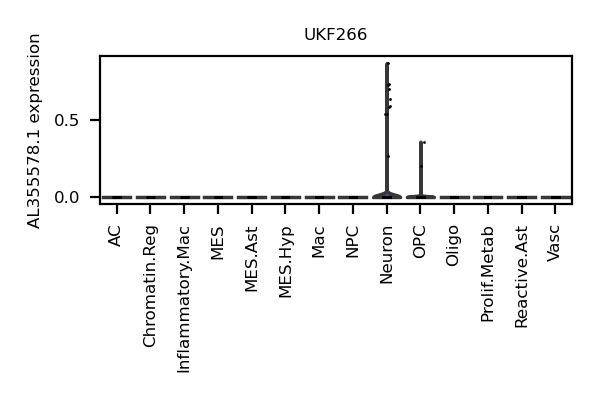 UKF266
AL355578.1 expression
0.5
0.0
AC
Chromatin.Reg
Inflammatory.Mac
MES
MES.Ast
MES.Hyp
Mac
NPC
Neuron
OPC
Oligo
Prolif.Metab
Reactive.Ast
Vasc